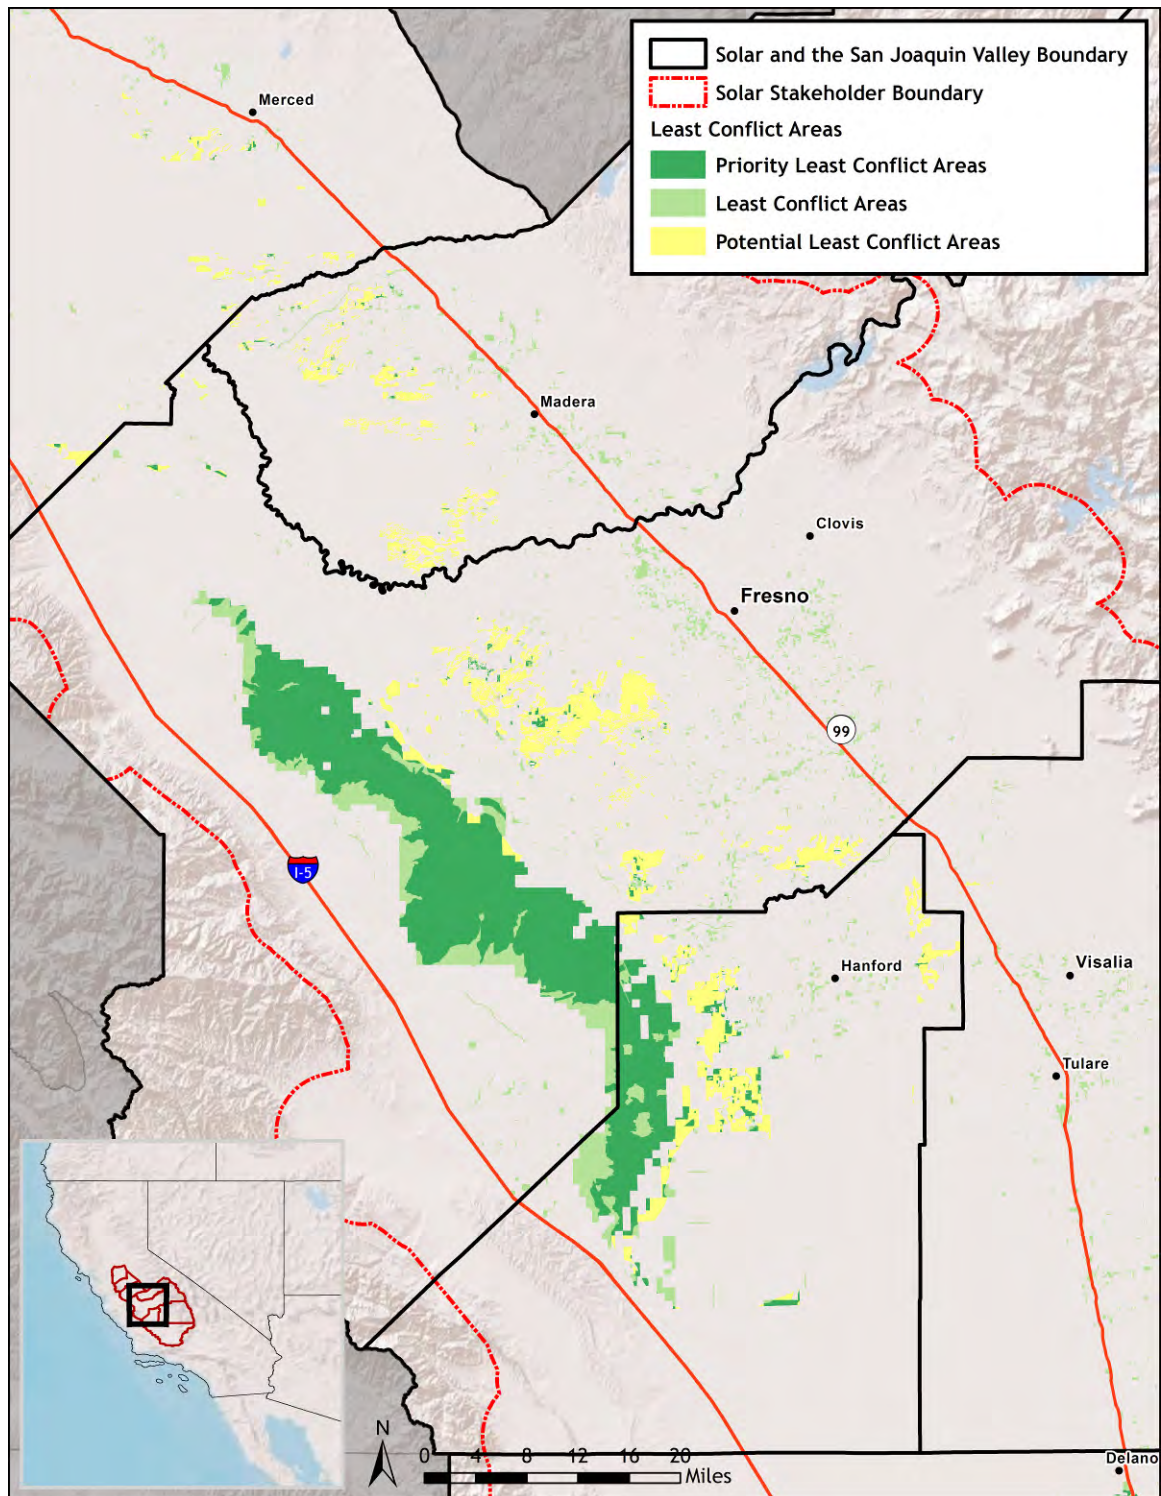 Solar and the San Joaquin Valley Boundary
Solar Stakeholder Boundary
Least Conflict Areas
Priority Least Conflict Areas
Least Conflict Areas
Potential Least Conflict Areas
Merced
Madera
Clovis
Fresno
99
I-5
Hanford
Visalia
Tulare
N
0 4 8 12 16 20
Miles
Delano